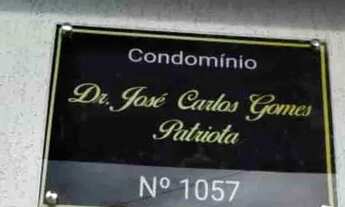 Condomínio
Dr. José Carlos Gomes
Patriota
Nº 1057